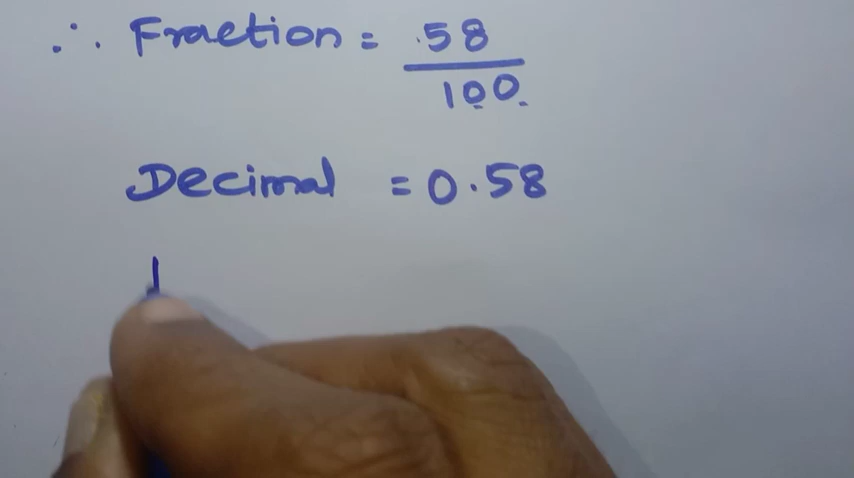 ∴ Fraction = .58
100
Decimal = 0.58